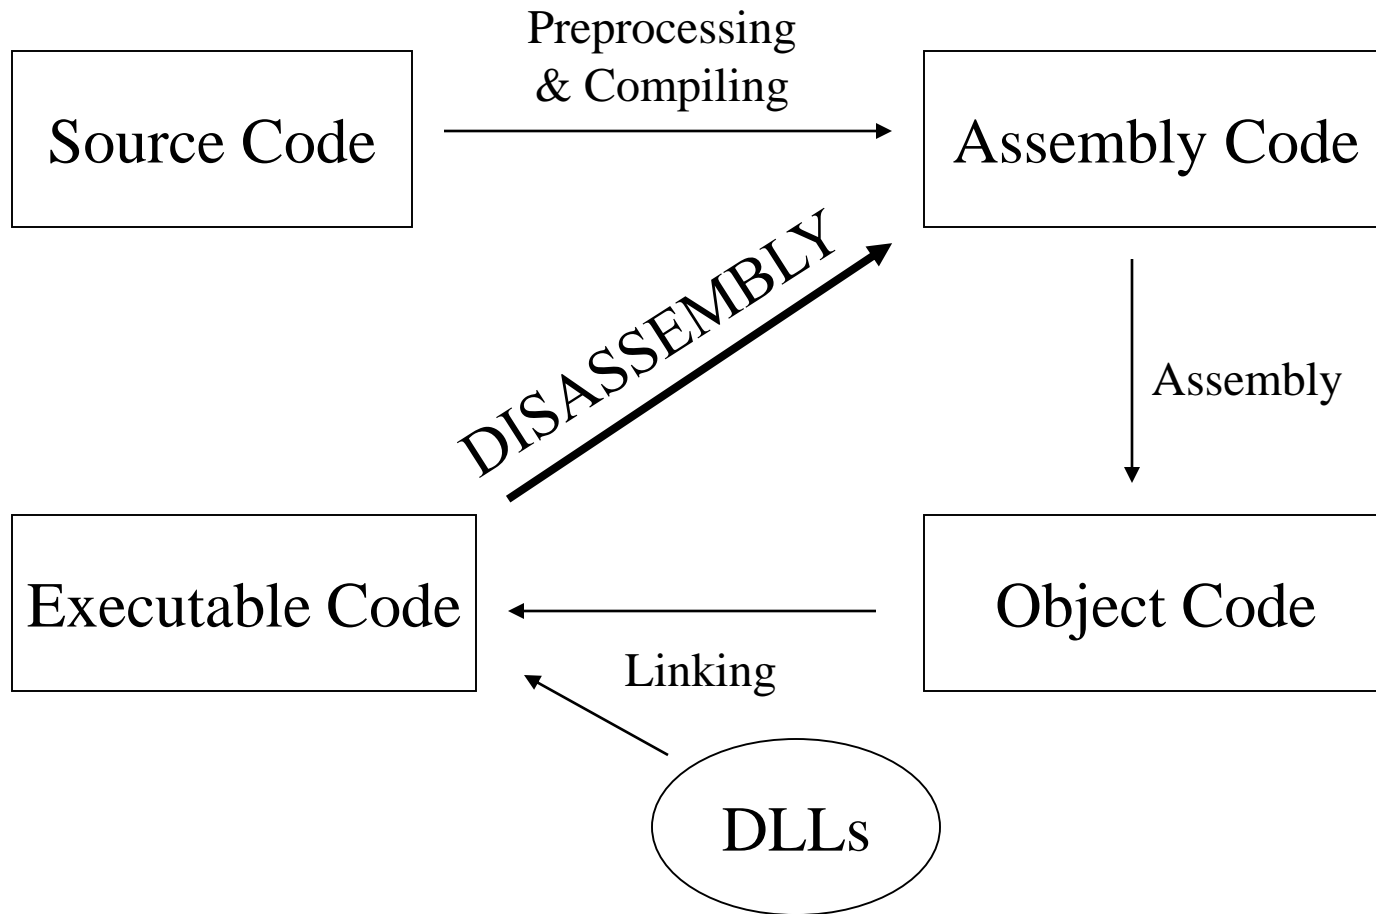 Preprocessing
& Compiling
Source Code
Assembly Code
DISASSEMBLY
Assembly
Executable Code
Object Code
Linking
DLLs